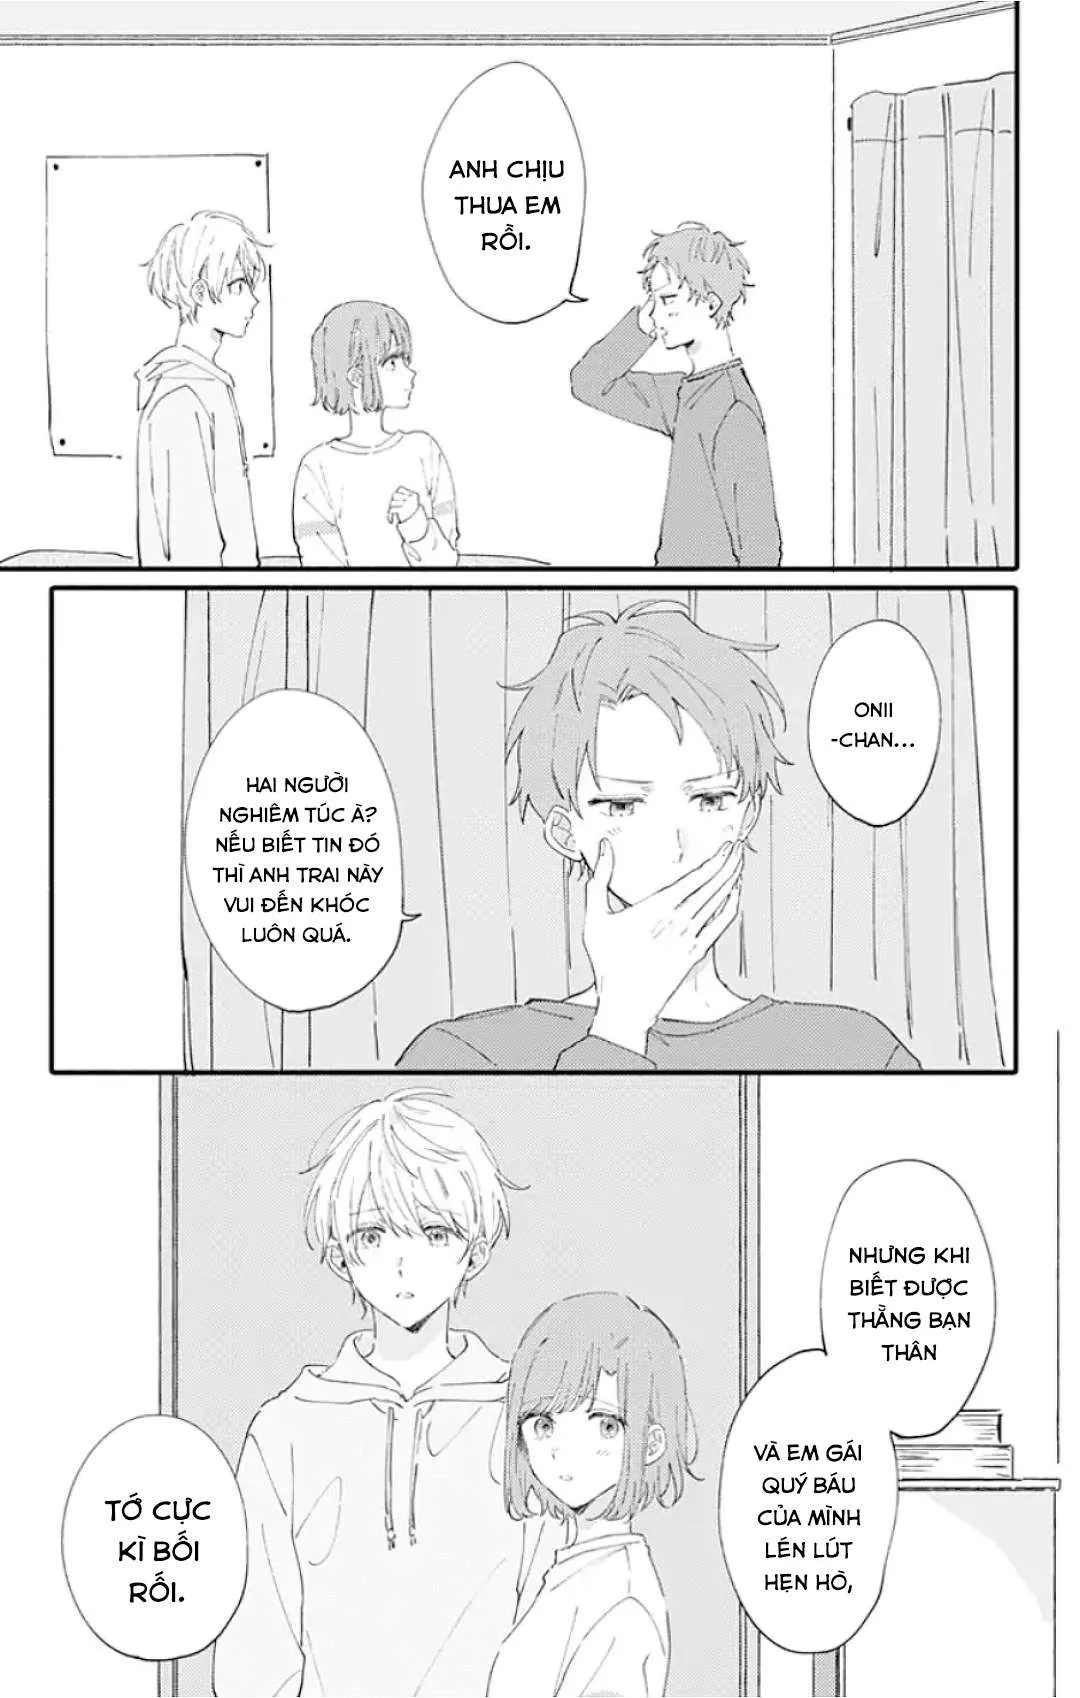 ANH CHỊU
THUA EM
RỒI.
ONII
-CHAN...
HAI NGƯỜI
NGHIÊM TÚC À?
NẾU BIẾT TIN ĐÓ
THÌ ANH TRAI NÀY
VUI ĐẾN KHÓC
LUÔN QUÁ.
NHƯNG KHI
BIẾT ĐƯỢC
THẰNG BẠN
THÂN
VÀ EM GÁI
QUÝ BÁU
CỦA MÌNH
LÉN LÚT
HẸN HÒ,
TỚ CỰC
KÌ BỐI
RỐI.